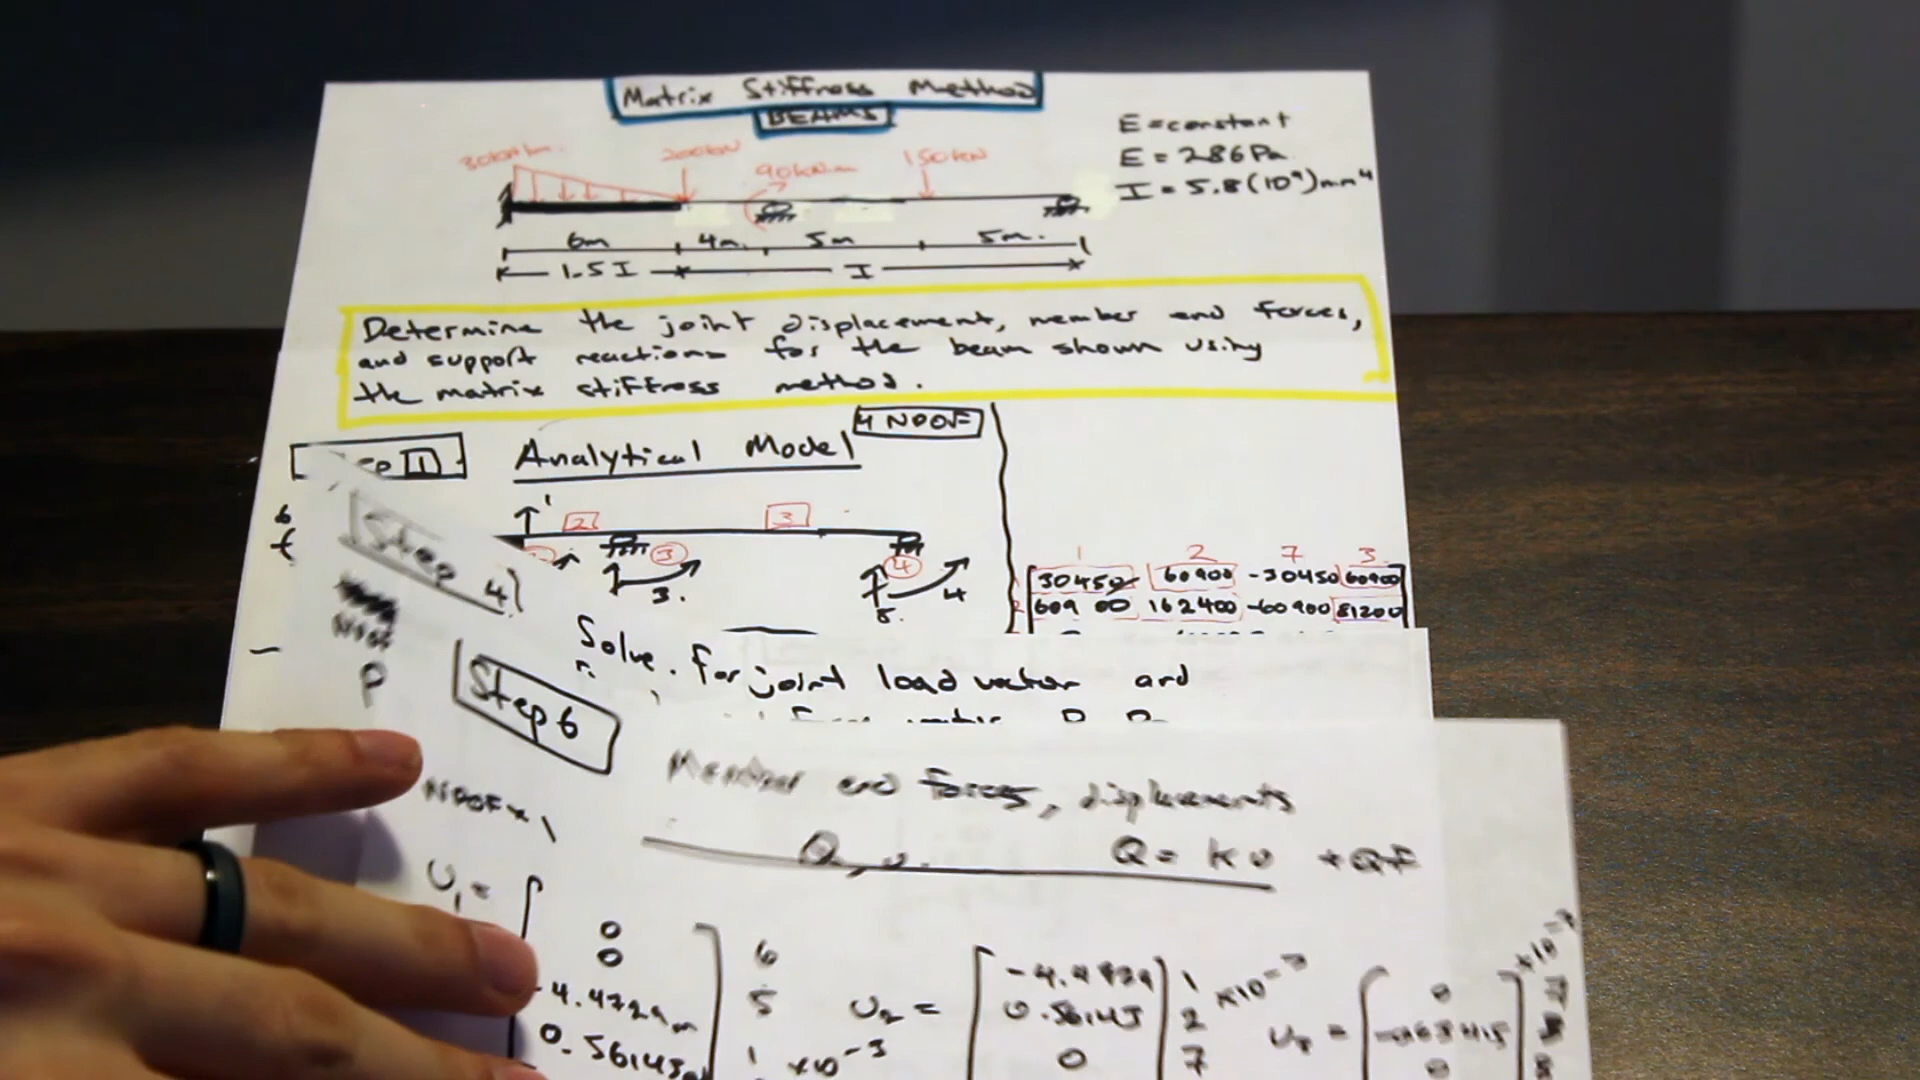 Matrix Stiffness Method
BEAMS
E = constant
E = 28GPa
I = 5.8(10⁹)mm⁴
200kN
90kN.m
150kN
6m 4m. 5m 5m.
1.5I I
Determine the joint displacement, member end forces,
and support reactions for the beam shown using
the matrix stiffness method.
4 NDOF
1
Analytical Model
1
2 3
3 4
3. 4
1 2 7 3
30450 60900 -30450 60900
60900 162400 -60900 81200
Step 4
Solve for joint load vector and
P
Step 6
Member end forces, displacements
Q, u. Q = ku + Qf
NDOF x 1
U₁ =
0 6
0 5
-4.4729 1 x10⁻³
0.56143
U₂ =
-4.4729 1 x10⁻³
0.56143 2
0 7
U₃ =
0
0